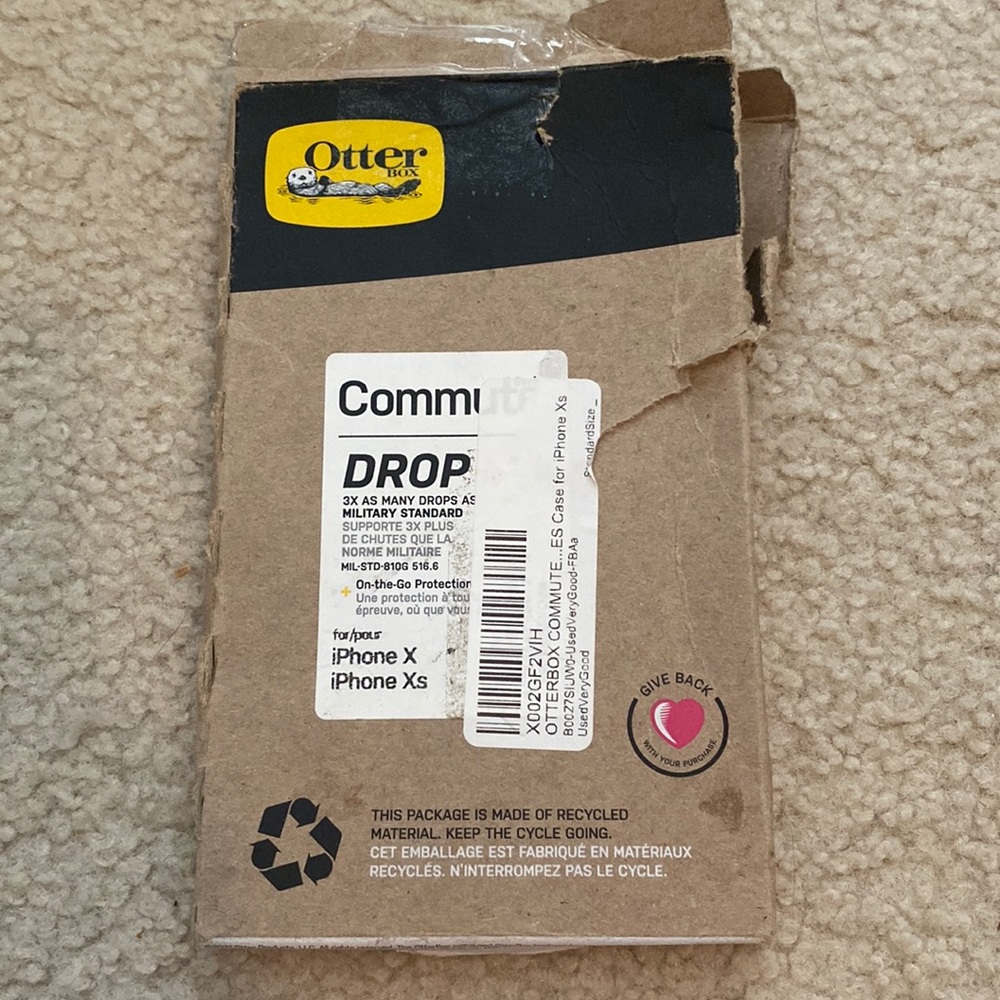 Otter
BOX
Commu
DROP
3X AS MANY DROPS AS
MILITARY STANDARD
SUPPORTE 3X PLUS
DE CHUTES QUE LA
NORME MILITAIRE
MIL-STD-810G 516.6
+ On-the-Go Protection
Une protection à tou
épreuve, où que vous
for/pour
iPhone X
iPhone Xs
X002GF2VIH
OTTERBOX COMMUTE...ES Case for iPhone Xs
B00Z7SIUW0-UsedVeryGood-FBAa
UsedVeryGood
GIVE BACK
WITH YOUR PURCHASE
THIS PACKAGE IS MADE OF RECYCLED
MATERIAL. KEEP THE CYCLE GOING.
CET EMBALLAGE EST FABRIQUÉ EN MATÉRIAUX
RECYCLÉS. N'INTERROMPEZ PAS LE CYCLE.